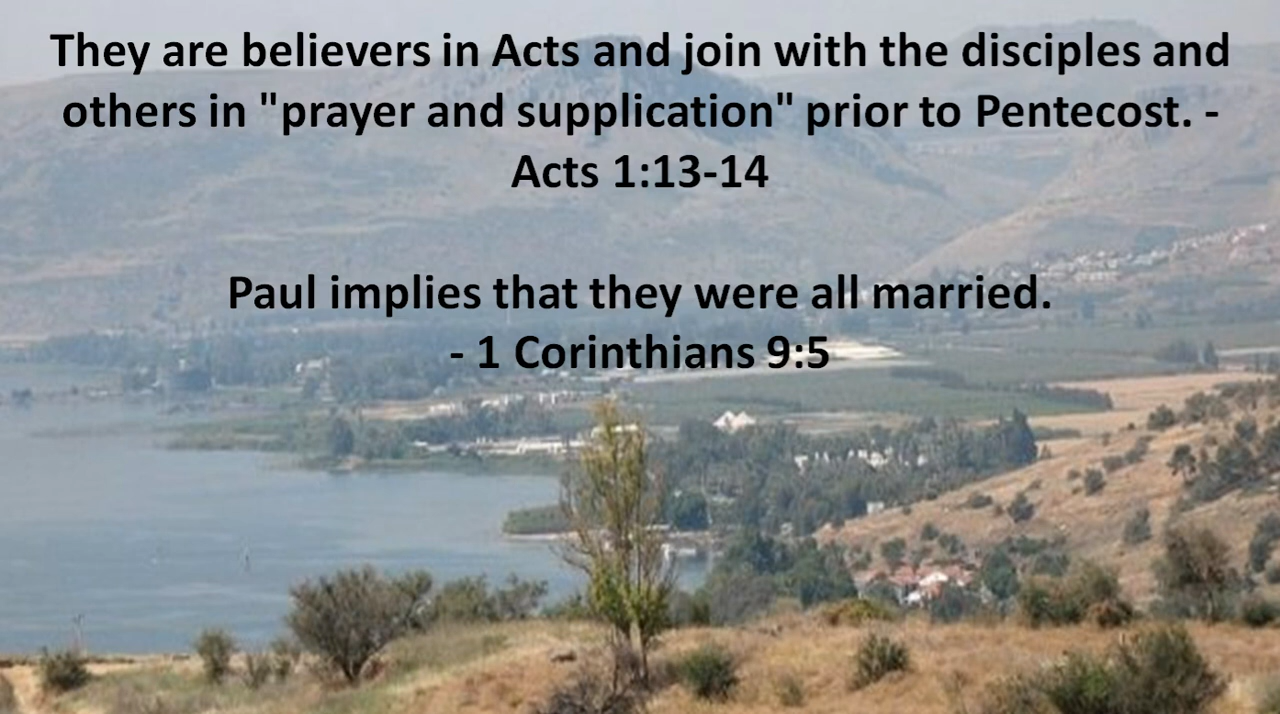 They are believers in Acts and join with the disciples and
others in "prayer and supplication" prior to Pentecost. -
Acts 1:13-14
Paul implies that they were all married.
- 1 Corinthians 9:5